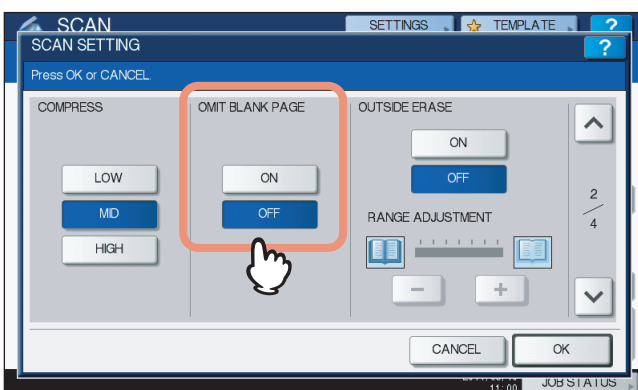 SCAN
SETTINGS
TEMPLATE
?
SCAN SETTING
?
Press OK or CANCEL.
COMPRESS
LOW
MID
HIGH
OMIT BLANK PAGE
ON
OFF
OUTSIDE ERASE
ON
OFF
RANGE ADJUSTMENT
−
+
2
4
CANCEL
OK
11:00
JOB STATUS